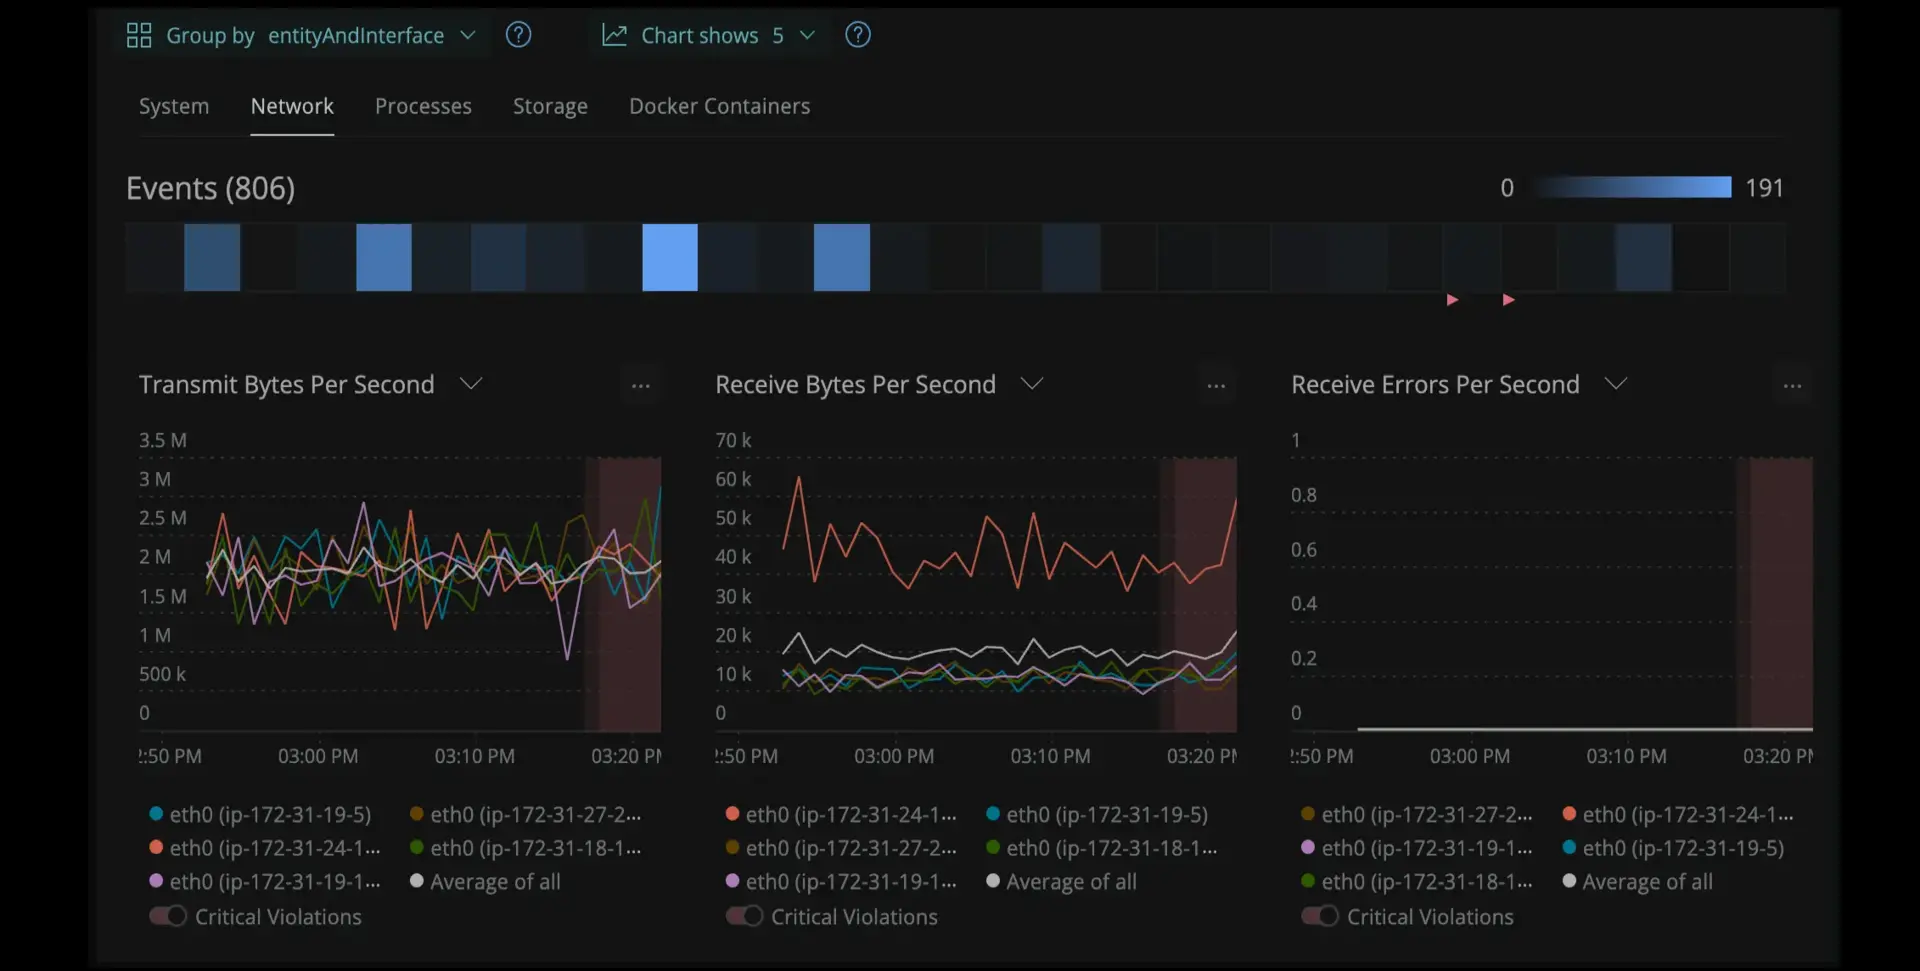 Group by entityAndInterface ? Chart shows 5 ?
System Network Processes Storage Docker Containers
Events (806) 0 191
Transmit Bytes Per Second ...
3.5 M
3 M
2.5 M
2 M
1.5 M
1 M
500 k
0
:50 PM 03:00 PM 03:10 PM 03:20 PM
eth0 (ip-172-31-19-5) eth0 (ip-172-31-27-2...
eth0 (ip-172-31-24-1... eth0 (ip-172-31-18-1...
eth0 (ip-172-31-19-1... Average of all
Critical Violations
Receive Bytes Per Second ...
70 k
60 k
50 k
40 k
30 k
20 k
10 k
0
:50 PM 03:00 PM 03:10 PM 03:20 PM
eth0 (ip-172-31-24-1... eth0 (ip-172-31-19-5)
eth0 (ip-172-31-27-2... eth0 (ip-172-31-18-1...
eth0 (ip-172-31-19-1... Average of all
Critical Violations
Receive Errors Per Second ...
1
0.8
0.6
0.4
0.2
0
:50 PM 03:00 PM 03:10 PM 03:20 PM
eth0 (ip-172-31-27-2... eth0 (ip-172-31-24-1...
eth0 (ip-172-31-19-1... eth0 (ip-172-31-19-5)
eth0 (ip-172-31-18-1... Average of all
Critical Violations